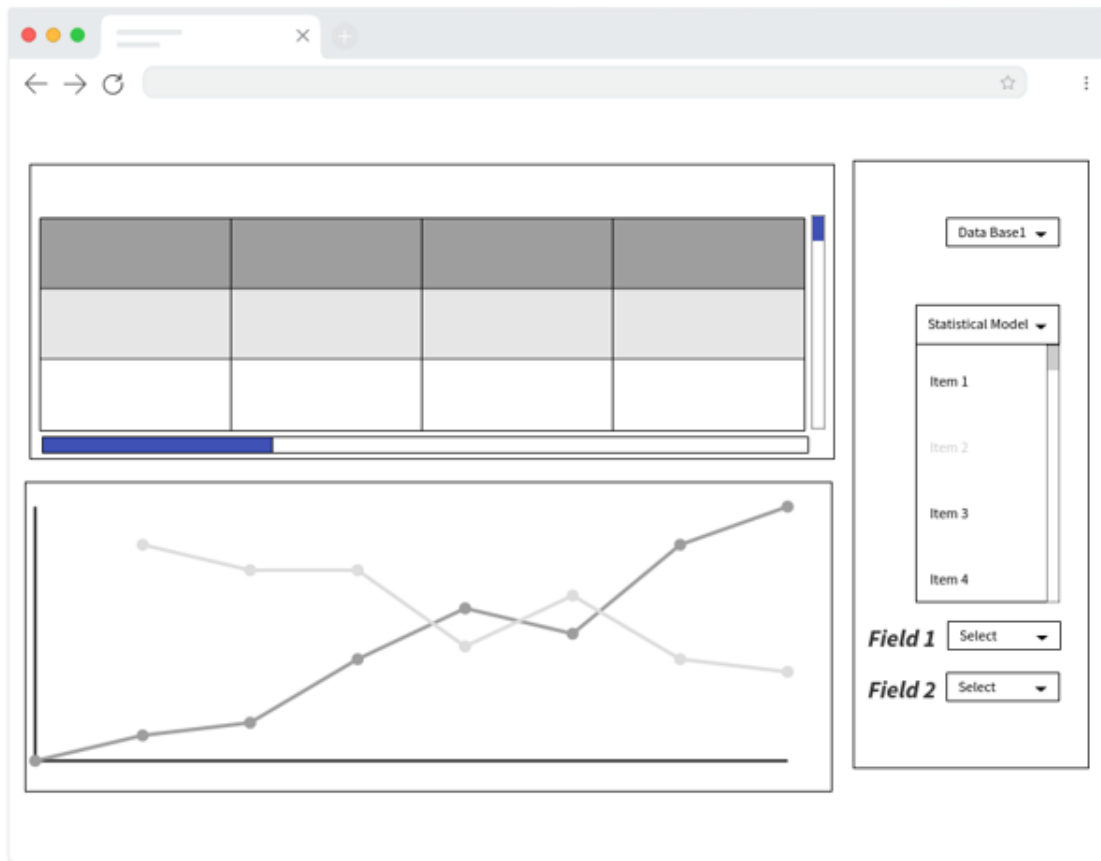 Data Base1
Statistical Model
Item 1
Item 2
Item 3
Item 4
Field 1 Select
Field 2 Select